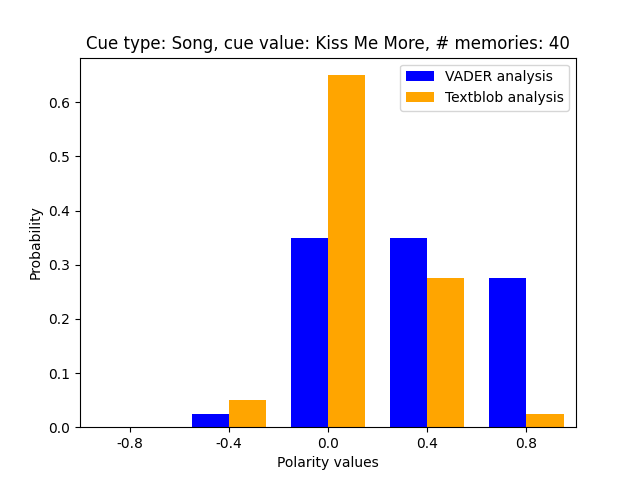 Cue type: Song, cue value: Kiss Me More, # memories: 40
VADER analysis
Textblob analysis
Probability
0.6
0.5
0.4
0.3
0.2
0.1
0.0
-0.8 -0.4 0.0 0.4 0.8
Polarity values